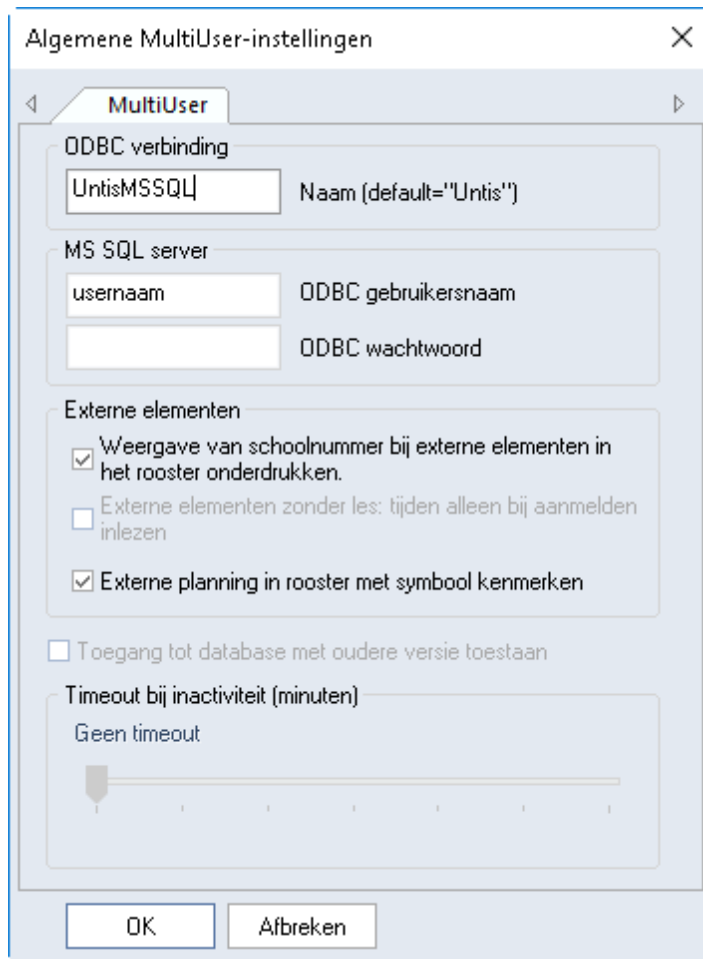 Algemene MultiUser-instellingen
MultiUser
ODBC verbinding
UntisMSSQL
Naam (default="Untis")
MS SQL server
usernaam
ODBC gebruikersnaam
ODBC wachtwoord
Externe elementen
Weergave van schoolnummer bij externe elementen in
het rooster onderdrukken.
Externe elementen zonder les: tijden alleen bij aanmelden
inlezen
Externe planning in rooster met symbool kenmerken
Toegang tot database met oudere versie toestaan
Timeout bij inactiviteit (minuten)
Geen timeout
OK
Afbreken